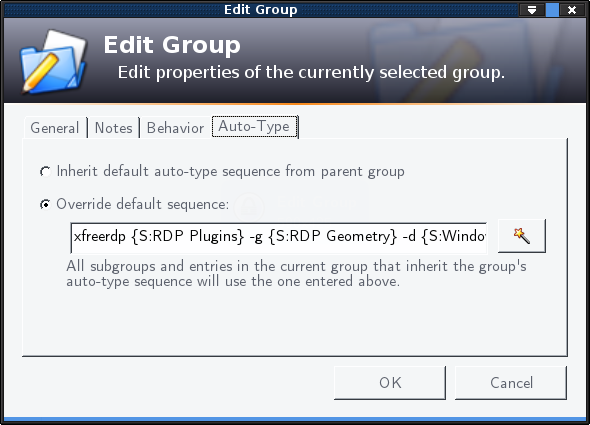 Edit Group
Edit Group
Edit properties of the currently selected group.
General Notes Behavior Auto-Type
Inherit default auto-type sequence from parent group
Override default sequence:
xfreerdp {S:RDP Plugins} -g {S:RDP Geometry} -d {S:Windo
All subgroups and entries in the current group that inherit the group's
auto-type sequence will use the one entered above.
OK Cancel